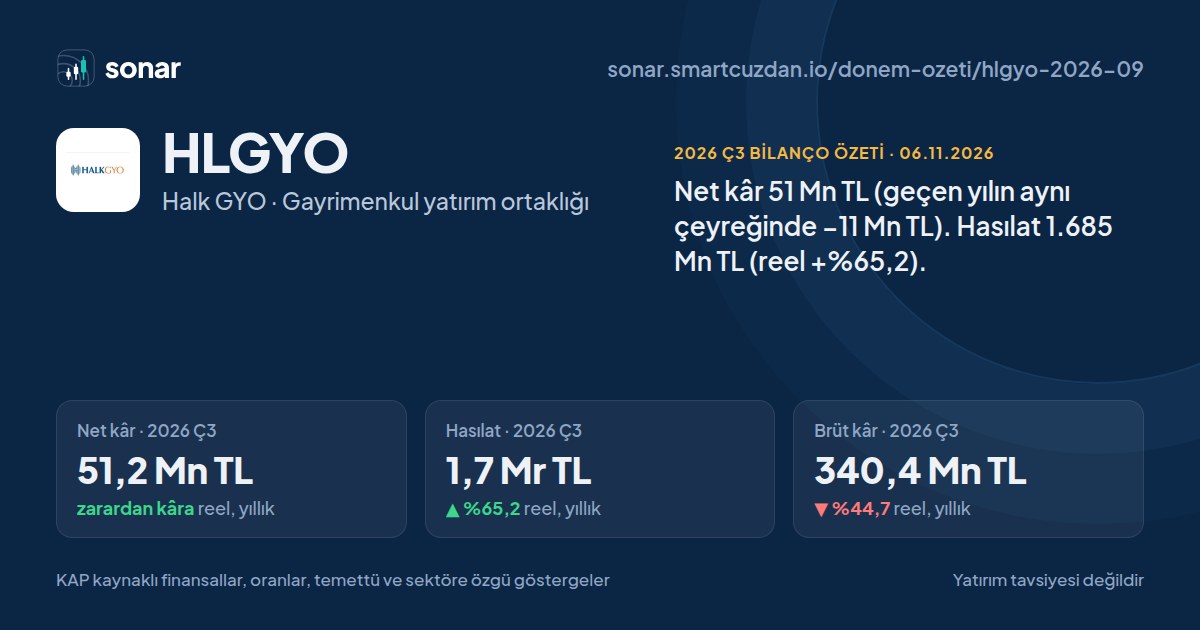 sonar
sonar.smartcuzdan.io/donem-ozeti/hlgyo-2026-09
HALKGYO
HLGYO
Halk GYO · Gayrimenkul yatırım ortaklığı
2026 Ç3 BİLANÇO ÖZETİ · 06.11.2026
Net kâr 51 Mn TL (geçen yılın aynı
çeyreğinde −11 Mn TL). Hasılat 1.685
Mn TL (reel +%65,2).
Net kâr · 2026 Ç3
51,2 Mn TL
zarardan kâra reel, yıllık
Hasılat · 2026 Ç3
1,7 Mr TL
▲ %65,2 reel, yıllık
Brüt kâr · 2026 Ç3
340,4 Mn TL
▼ %44,7 reel, yıllık
KAP kaynaklı finansallar, oranlar, temettü ve sektöre özgü göstergeler
Yatırım tavsiyesi değildir